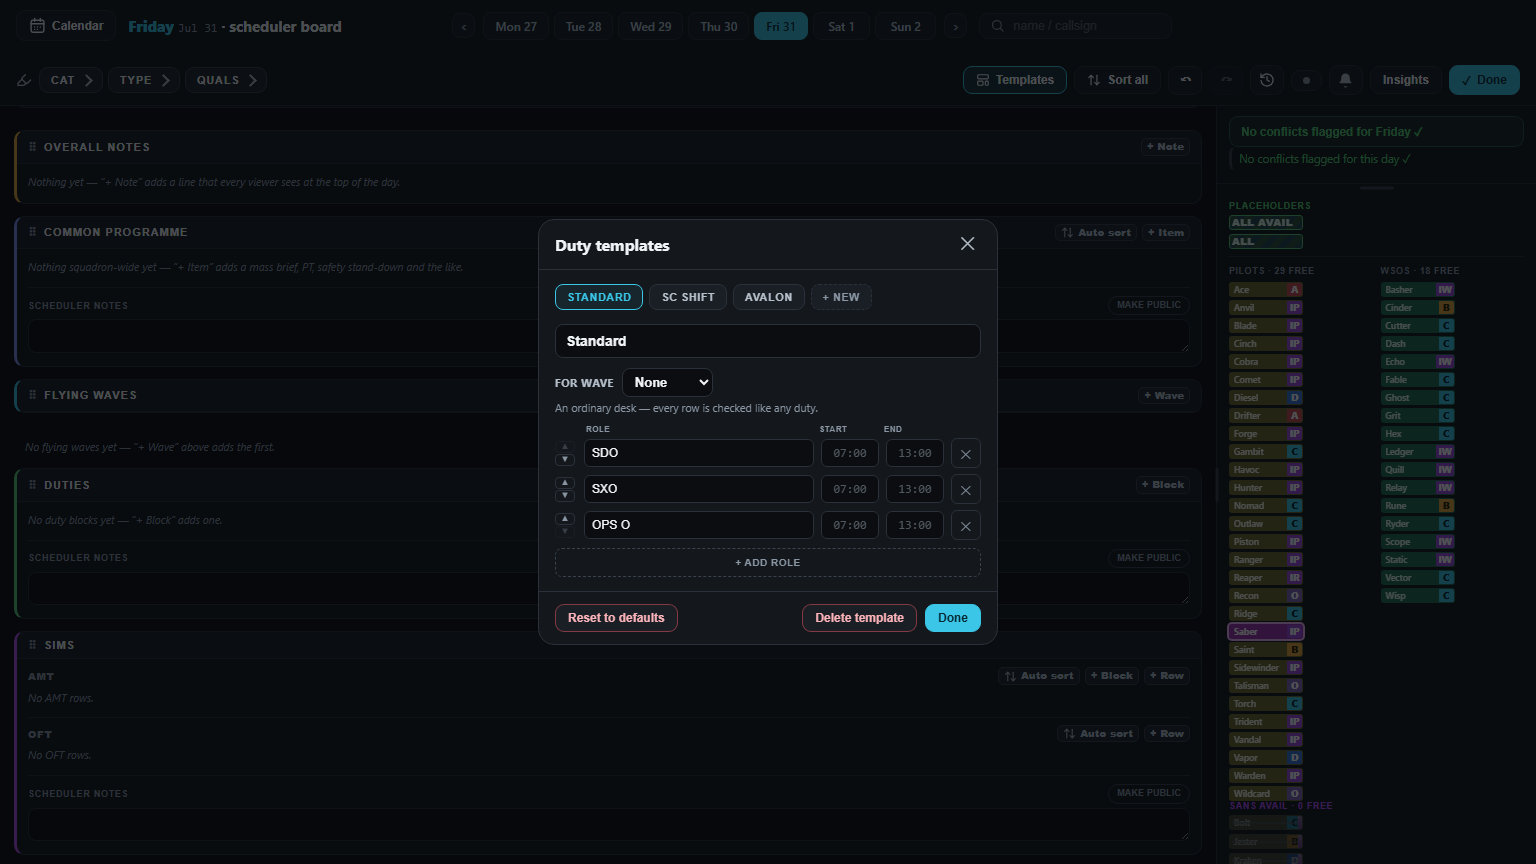 Calendar
Friday Jul 31 · scheduler board
‹ Mon 27 Tue 28 Wed 29 Thu 30 Fri 31 Sat 1 Sun 2 ›
name / callsign
CAT TYPE QUALS
Templates Sort all Insights ✓ Done
OVERALL NOTES
+ Note
Nothing yet — "+ Note" adds a line that every viewer sees at the top of the day.
COMMON PROGRAMME
Auto sort + Item
Nothing squadron-wide yet — "+ Item" adds a mass brief, PT, safety stand-down and the like.
SCHEDULER NOTES
MAKE PUBLIC
FLYING WAVES
+ Wave
No flying waves yet — "+ Wave" above adds the first.
DUTIES
+ Block
No duty blocks yet — "+ Block" adds one.
SCHEDULER NOTES
MAKE PUBLIC
SIMS
AMT
Auto sort + Block + Row
No AMT rows.
OFT
Auto sort + Row
No OFT rows.
SCHEDULER NOTES
MAKE PUBLIC
Duty templates
STANDARD SC SHIFT AVALON + NEW
Standard
FOR WAVE None
An ordinary desk — every row is checked like any duty.
ROLE START END
SDO 07:00 13:00
SXO 07:00 13:00
OPS O 07:00 13:00
+ ADD ROLE
Reset to defaults Delete template Done
No conflicts flagged for Friday ✓
No conflicts flagged for this day ✓
PLACEHOLDERS
ALL AVAIL
ALL
PILOTS · 29 FREE
Ace A
Anvil IP
Blade IP
Cinch IP
Cobra IP
Comet IP
Diesel D
Drifter A
Forge IP
Gambit C
Havoc IP
Hunter IP
Nomad C
Outlaw C
Piston IP
Ranger IP
Reaper IR
Recon O
Ridge C
Saber IP
Saint B
Sidewinder IP
Talisman O
Torch C
Trident IP
Vandal IP
Vapor D
Warden IP
Wildcard O
WSOS · 18 FREE
Basher IW
Cinder B
Cutter C
Dash C
Echo IW
Fable C
Ghost C
Grit C
Hex C
Ledger IW
Quill IW
Relay IW
Rune B
Ryder C
Scope IW
Static IW
Vector C
Wisp C
SANS AVAIL · 0 FREE
Bolt C
Jester B